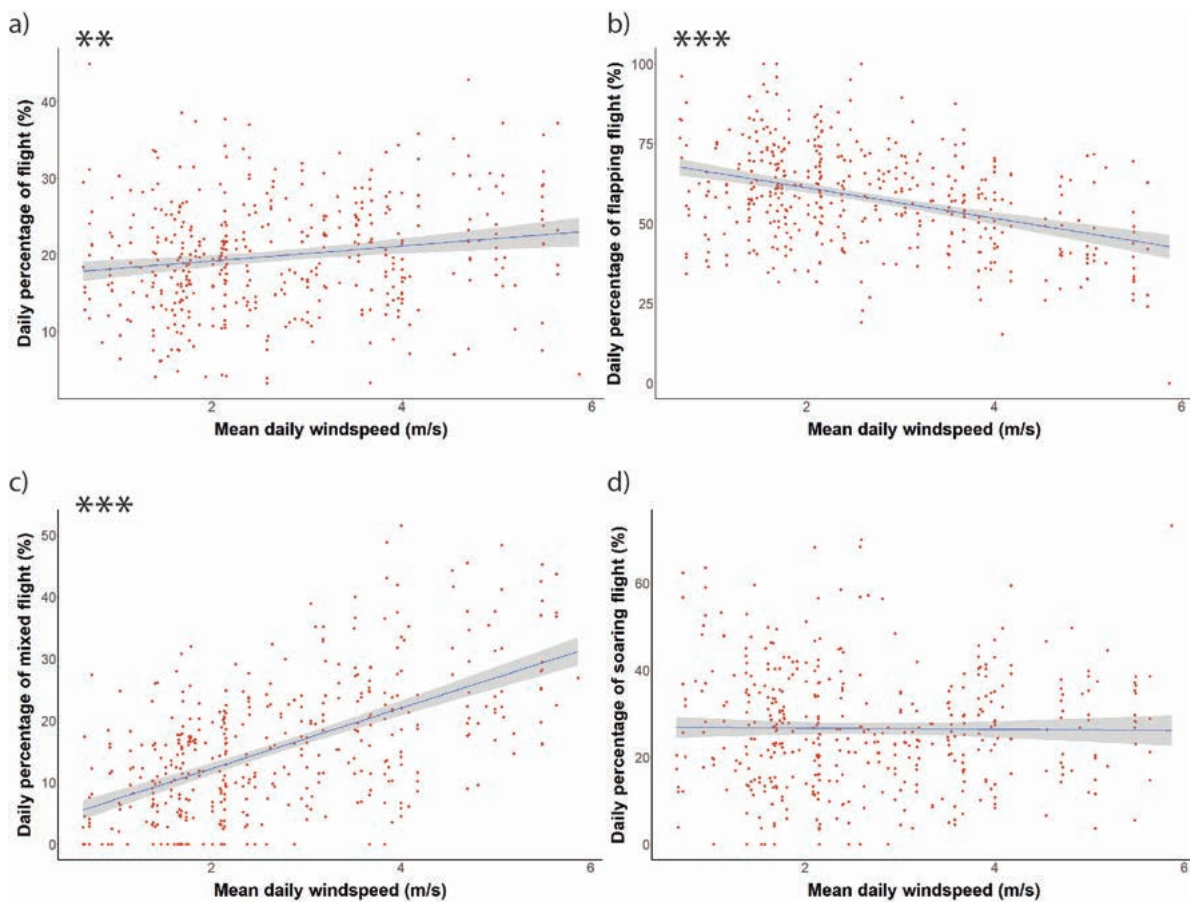 a)
**
Daily percentage of flight (%)
40
30
20
10
2
4
6
Mean daily windspeed (m/s)
b)
***
Daily percentage of flapping flight (%)
100
75
50
25
0
2
4
6
Mean daily windspeed (m/s)
c)
***
Daily percentage of mixed flight (%)
50
40
30
20
10
0
2
4
6
Mean daily windspeed (m/s)
d)
Daily percentage of soaring flight (%)
60
40
20
0
2
4
6
Mean daily windspeed (m/s)